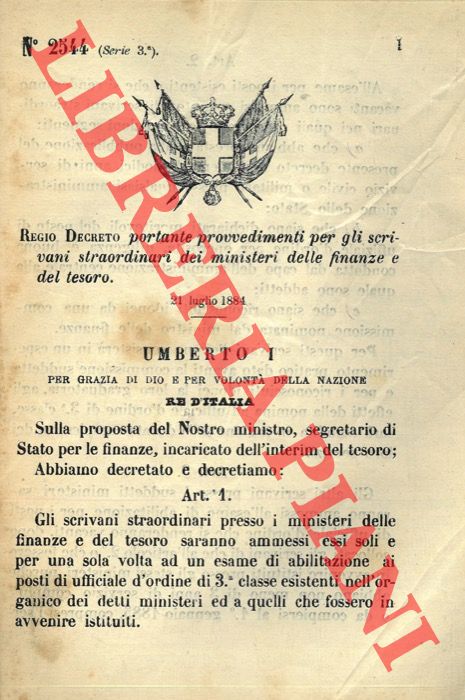 N° 2544 (Serie 3.ª).
1
REGIO DECRETO portante provvedimenti per gli scri-
vani straordinari dei ministeri delle finanze e
del tesoro.
21 luglio 1884
UMBERTO I
PER GRAZIA DI DIO E PER VOLONTÀ DELLA NAZIONE
RE D'ITALIA
Sulla proposta del Nostro ministro, segretario di
Stato per le finanze, incaricato dell'interim del tesoro;
Abbiamo decretato e decretiamo:
Art. 1.
Gli scrivani straordinari presso i ministeri delle
finanze e del tesoro saranno ammessi essi soli e
per una sola volta ad un esame di abilitazione ai
posti di ufficiale d'ordine di 3.ª classe esistenti nell'or-
ganico dei detti ministeri ed a quelli che fossero in
avvenire istituiti.
LIBRERIA PIANI